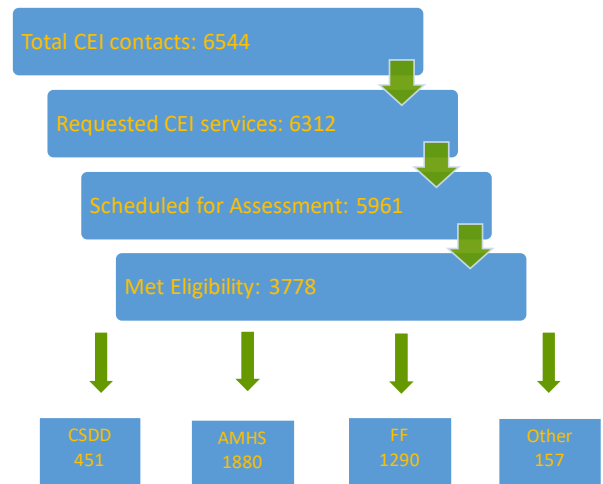 Total CEI contacts: 6544
Requested CEI services: 6312
Scheduled for Assessment: 5961
Met Eligibility: 3778
CSDD
451
AMHS
1880
FF
1290
Other
157